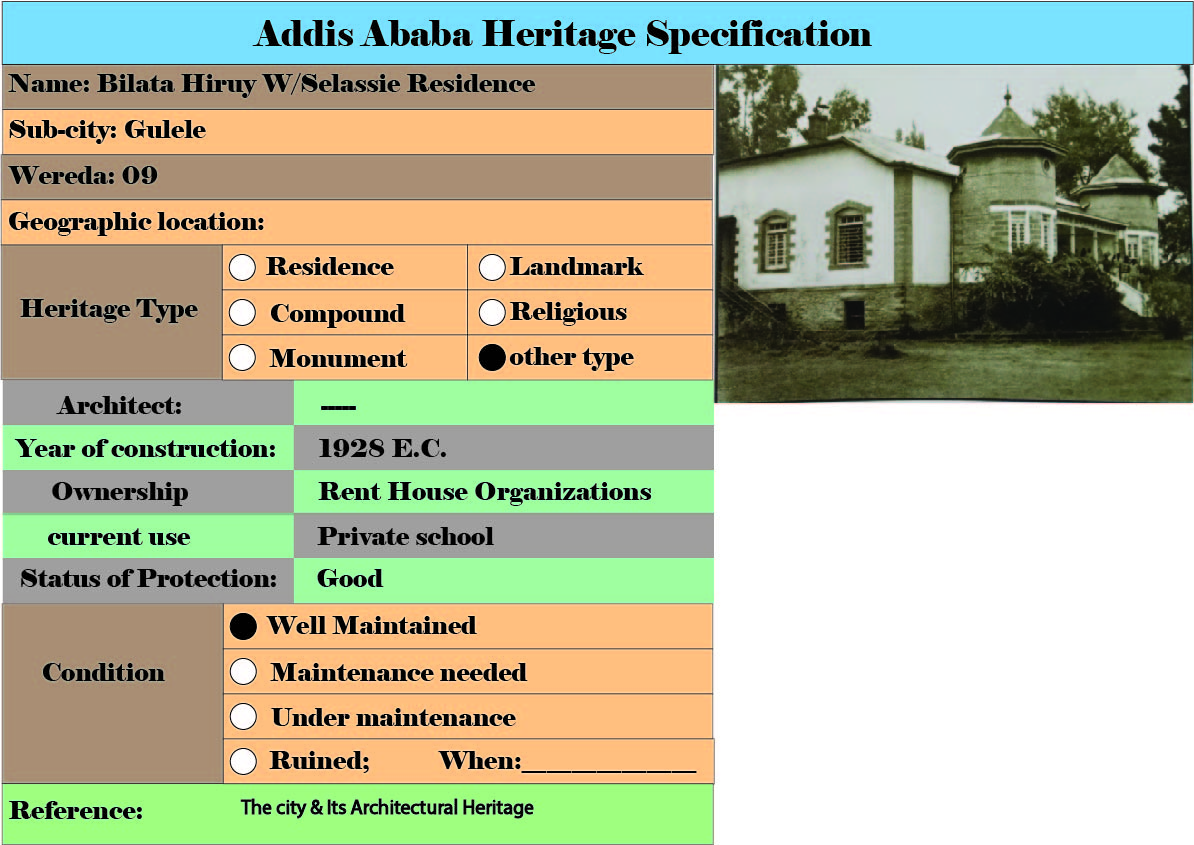 Addis Ababa Heritage Specification
Name: Bilata Hiruy W/Selassie Residence
Sub-city: Gulele
Wereda: 09
Geographic location:
Heritage Type
Residence
Landmark
Compound
Religious
Monument
other type
Architect: -----
Year of construction: 1928 E.C.
Ownership Rent House Organizations
current use Private school
Status of Protection: Good
Condition
Well Maintained
Maintenance needed
Under maintenance
Ruined; When:______________
Reference: The city & Its Architectural Heritage